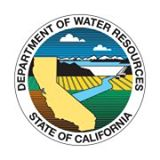 DEPARTMENT OF WATER RESOURCES
STATE OF CALIFORNIA